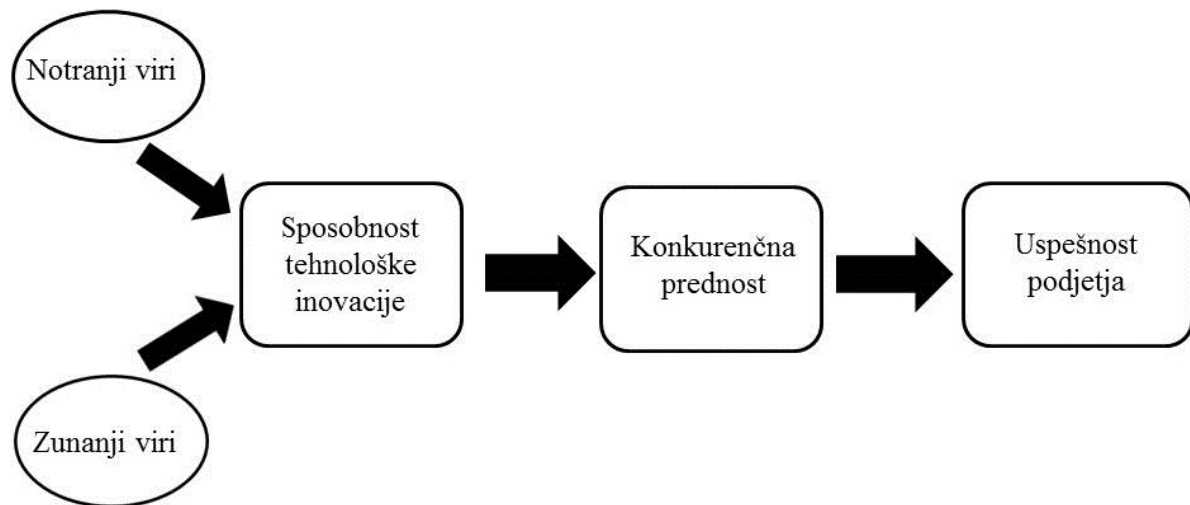 Notranji viri
Sposobnost
tehnološke
inovacije
Konkurenčna
prednost
Uspešnost
podjetja
Zunanji viri